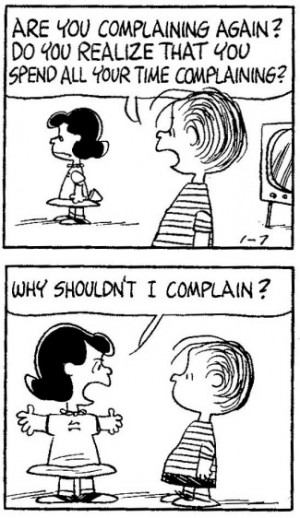 ARE YOU COMPLAINING AGAIN?
DO YOU REALIZE THAT YOU
SPEND ALL YOUR TIME COMPLAINING?
1-7
WHY SHOULDN'T I COMPLAIN?